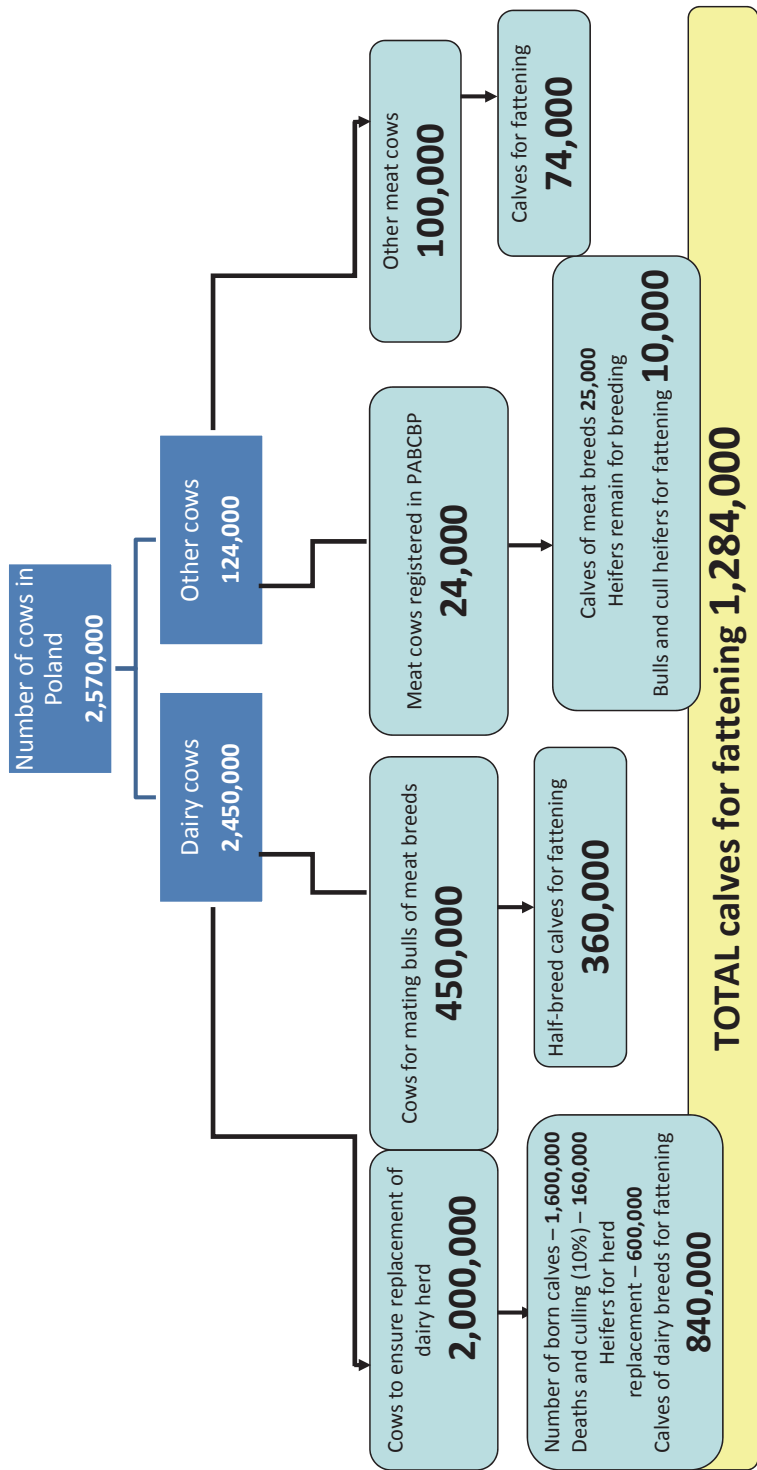 Number of cows in
Poland
2,570,000
Dairy cows
2,450,000
Other cows
124,000
Cows to ensure replacement of
dairy herd
2,000,000
Cows for mating bulls of meat breeds
450,000
Meat cows registered in PABCBP
24,000
Other meat cows
100,000
Number of born calves – 1,600,000
Deaths and culling (10%) – 160,000
Heifers for herd
replacement – 600,000
Calves of dairy breeds for fattening
840,000
Half-breed calves for fattening
360,000
Calves of meat breeds 25,000
Heifers remain for breeding
Bulls and cull heifers for fattening 10,000
Calves for fattening
74,000
TOTAL calves for fattening 1,284,000